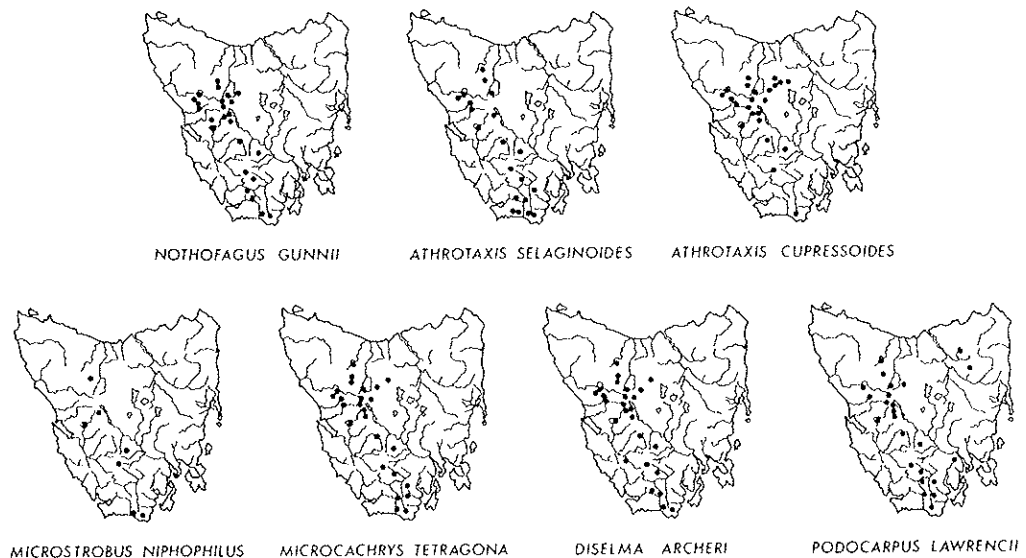 NOTHOFAGUS GUNNII
ATHROTAXIS SELAGINOIDES
ATHROTAXIS CUPRESSOIDES
MICROSTROBUS NIPHOPHILUS
MICROCACHRYS TETRAGONA
DISELMA ARCHERI
PODOCARPUS LAWRENCII